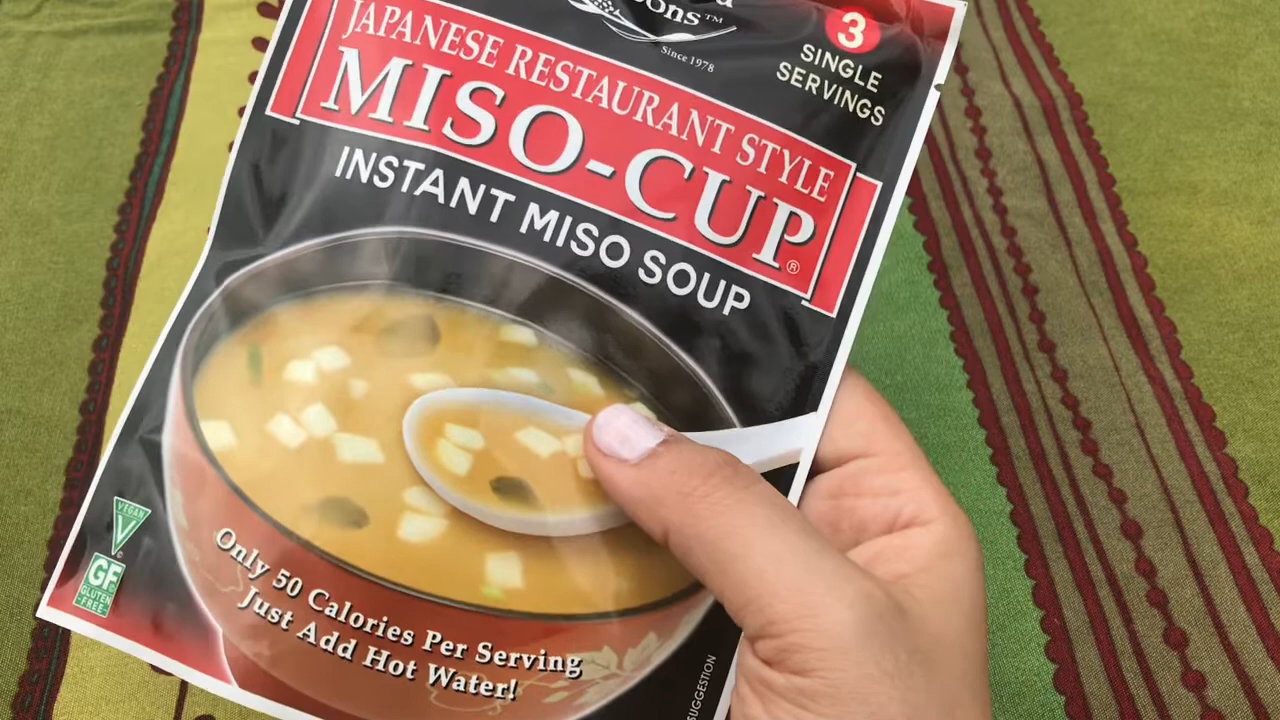 ons™
Since 1978
3
SINGLE
SERVINGS
JAPANESE RESTAURANT STYLE
MISO-CUP®
INSTANT MISO SOUP
VEGAN
V
GF
GLUTEN
-FREE-
Only 50 Calories Per Serving
Just Add Hot Water!
SUGGESTION